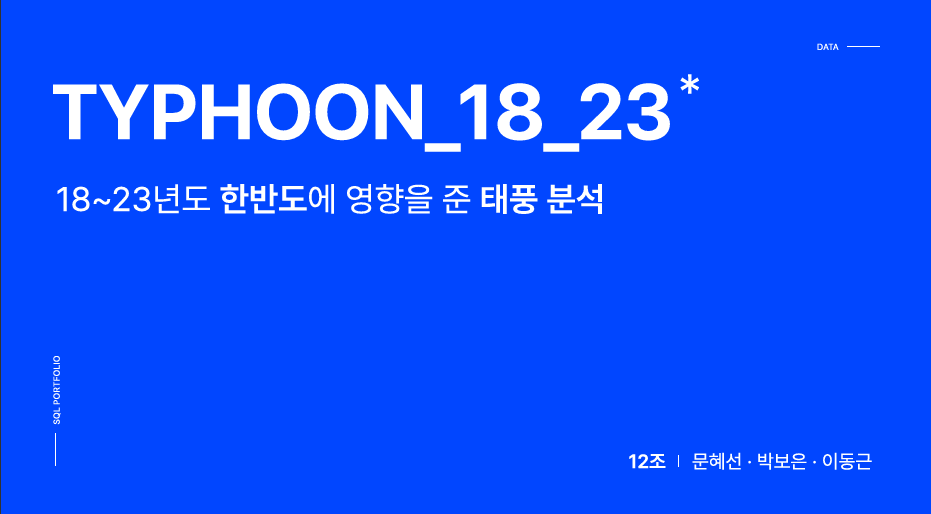 DATA
TYPHOON_18_23*
18~23년도 한반도에 영향을 준 태풍 분석
SQL PORTFOLIO
12조 | 문혜선 · 박보은 · 이동근